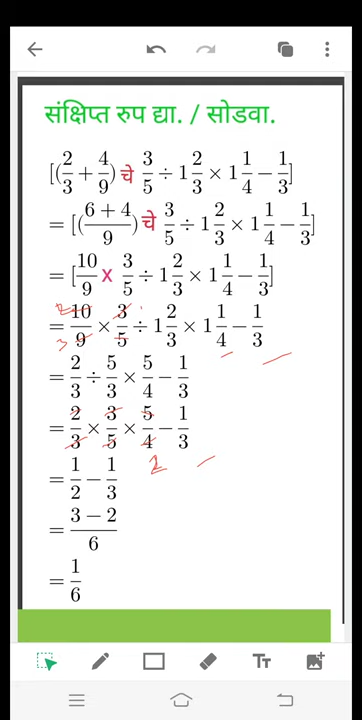 संक्षिप्त रुप द्या. / सोडवा.
[(2/3 + 4/9) चे 3/5 ÷ 1 2/3 × 1 1/4 − 1/3]
= [(6 + 4/9) चे 3/5 ÷ 1 2/3 × 1 1/4 − 1/3]
= [10/9 x 3/5 ÷ 1 2/3 × 1 1/4 − 1/3]
= 10/9 × 3/5 ÷ 1 2/3 × 1 1/4 − 1/3
= 2/3 ÷ 5/3 × 5/4 − 1/3
= 2/3 × 3/5 × 5/4 − 1/3
2
= 1/2 − 1/3
= 3 − 2/6
= 1/6
Tт